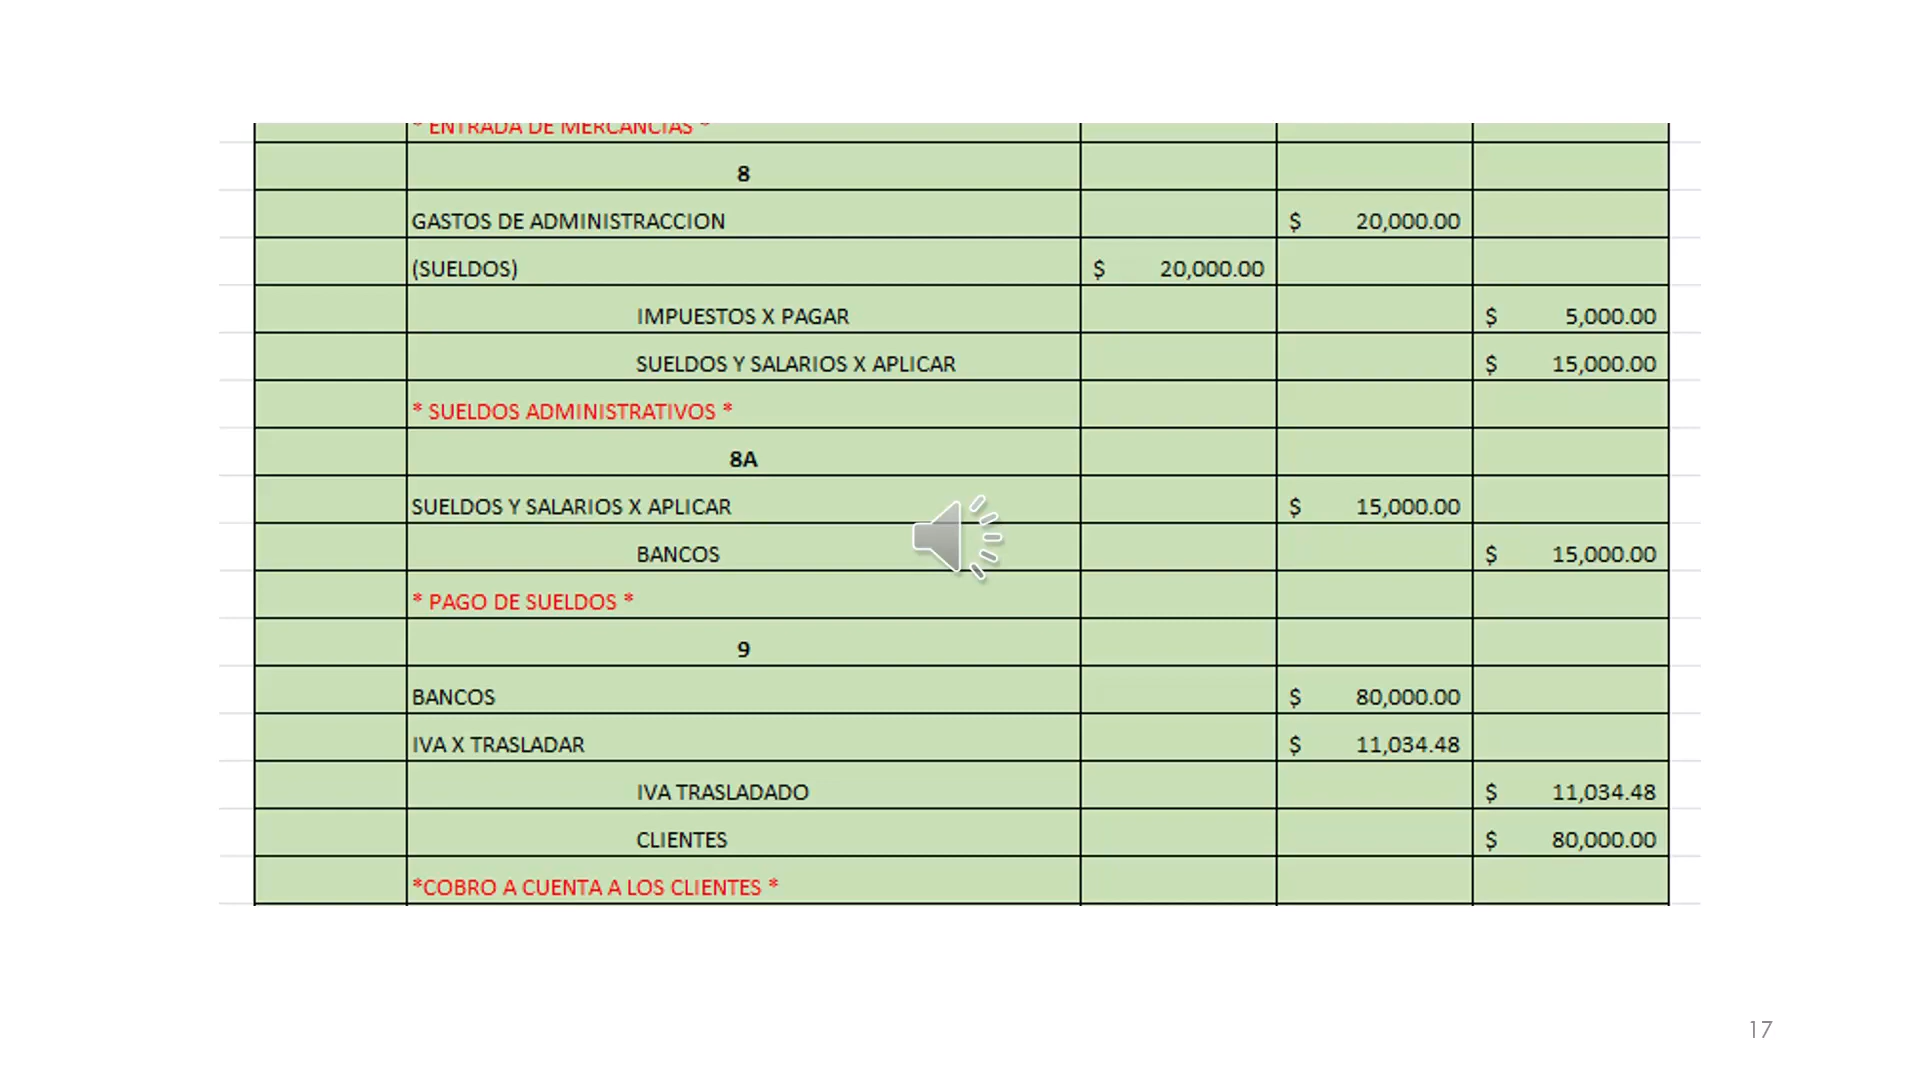 * ENTRADA DE MERCANCIAS *
8
GASTOS DE ADMINISTRACCION $ 20,000.00
(SUELDOS) $ 20,000.00
IMPUESTOS X PAGAR $ 5,000.00
SUELDOS Y SALARIOS X APLICAR $ 15,000.00
* SUELDOS ADMINISTRATIVOS *
8A
SUELDOS Y SALARIOS X APLICAR $ 15,000.00
BANCOS $ 15,000.00
* PAGO DE SUELDOS *
9
BANCOS $ 80,000.00
IVA X TRASLADAR $ 11,034.48
IVA TRASLADADO $ 11,034.48
CLIENTES $ 80,000.00
*COBRO A CUENTA A LOS CLIENTES *
17